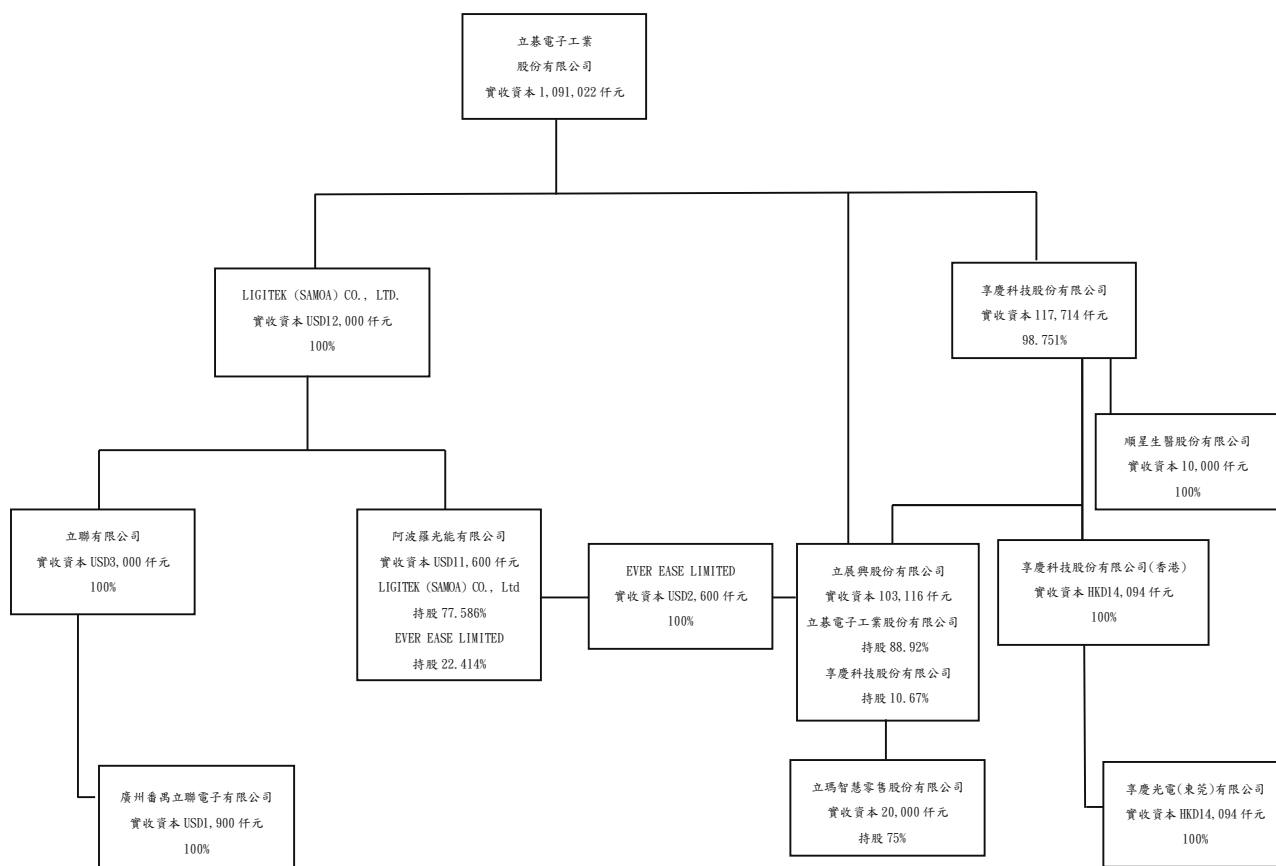 立碁電子工業
股份有限公司
實收資本 1,091,022 仟元
LIGITEK (SAMOA) CO., LTD.
實收資本 USD12,000 仟元
100%
享慶科技股份有限公司
實收資本 117,714 仟元
98.751%
順星生醫股份有限公司
實收資本 10,000 仟元
100%
立聯有限公司
實收資本 USD3,000 仟元
100%
阿波羅光能有限公司
實收資本 USD11,600 仟元
LIGITEK (SAMOA) CO., Ltd
持股 77.586%
EVER EASE LIMITED
持股 22.414%
EVER EASE LIMITED
實收資本 USD2,600 仟元
100%
立展興股份有限公司
實收資本 103,116 仟元
立碁電子工業股份有限公司
持股 88.92%
享慶科技股份有限公司
持股 10.67%
享慶科技股份有限公司(香港)
實收資本 HKD14,094 仟元
100%
廣州番禺立聯電子有限公司
實收資本 USD1,900 仟元
100%
立瑪智慧零售股份有限公司
實收資本 20,000 仟元
持股 75%
享慶光電(東莞)有限公司
實收資本 HKD14,094 仟元
100%